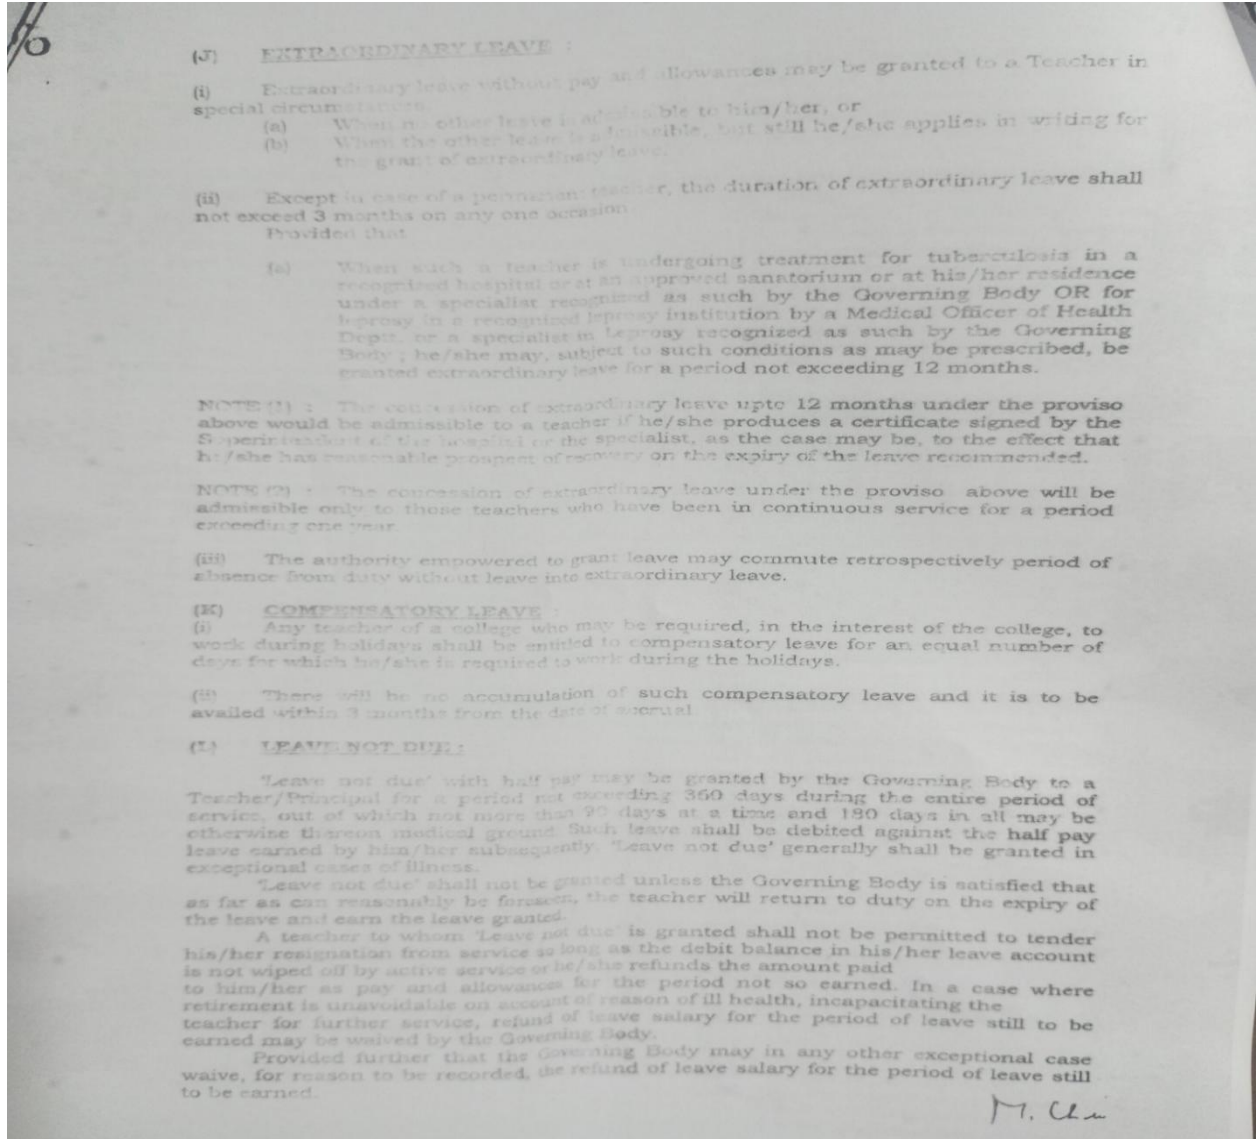 (J) EXTRAORDINARY LEAVE :
(i) Extraordinary leave without pay and allowances may be granted to a Teacher in
special circumstances.
(a) When no other leave is admissible to him/her, or
(b) When the other leave is admissible, but still he/she applies in writing for
the grant of extraordinary leave.
(ii) Except in case of a permanent teacher, the duration of extraordinary leave shall
not exceed 3 months on any one occasion
Provided that
(a) When such a teacher is undergoing treatment for tuberculosis in a
recognized hospital or at an approved sanatorium or at his/her residence
under a specialist recognized as such by the Governing Body OR for
leprosy in a recognized leprosy institution by a Medical Officer of Health
Deptt. or a specialist in Leprosy recognized as such by the Governing
Body ; he/she may, subject to such conditions as may be prescribed, be
granted extraordinary leave for a period not exceeding 12 months.
NOTE (1) : The concession of extraordinary leave upto 12 months under the proviso
above would be admissible to a teacher if he/she produces a certificate signed by the
Superintendent of the hospital or the specialist, as the case may be, to the effect that
he/she has reasonable prospect of recovery on the expiry of the leave recommended.
NOTE (2) : The concession of extraordinary leave under the proviso above will be
admissible only to those teachers who have been in continuous service for a period
exceeding one year.
(iii) The authority empowered to grant leave may commute retrospectively period of
absence from duty without leave into extraordinary leave.
(K) COMPENSATORY LEAVE :
(i) Any teacher of a college who may be required, in the interest of the college, to
work during holidays shall be entitled to compensatory leave for an equal number of
days for which he/she is required to work during the holidays.
(ii) There will be no accumulation of such compensatory leave and it is to be
availed within 3 months from the date of accrual
(L) LEAVE NOT DUE :
'Leave not due' with half pay may be granted by the Governing Body to a
Teacher/Principal for a period not exceeding 360 days during the entire period of
service, out of which not more than 90 days at a time and 180 days in all may be
otherwise thereon medical ground. Such leave shall be debited against the half pay
leave earned by him/her subsequently. 'Leave not due' generally shall be granted in
exceptional cases of illness.
'Leave not due' shall not be granted unless the Governing Body is satisfied that
as far as can reasonably be foreseen, the teacher will return to duty on the expiry of
the leave and earn the leave granted.
A teacher to whom 'Leave not due' is granted shall not be permitted to tender
his/her resignation from service so long as the debit balance in his/her leave account
is not wiped off by active service or he/she refunds the amount paid
to him/her as pay and allowances for the period not so earned. In a case where
retirement is unavoidable on account of reason of ill health, incapacitating the
teacher for further service, refund of leave salary for the period of leave still to be
earned may be waived by the Governing Body.
Provided further that the Governing Body may in any other exceptional case
waive, for reason to be recorded, the refund of leave salary for the period of leave still
to be earned.